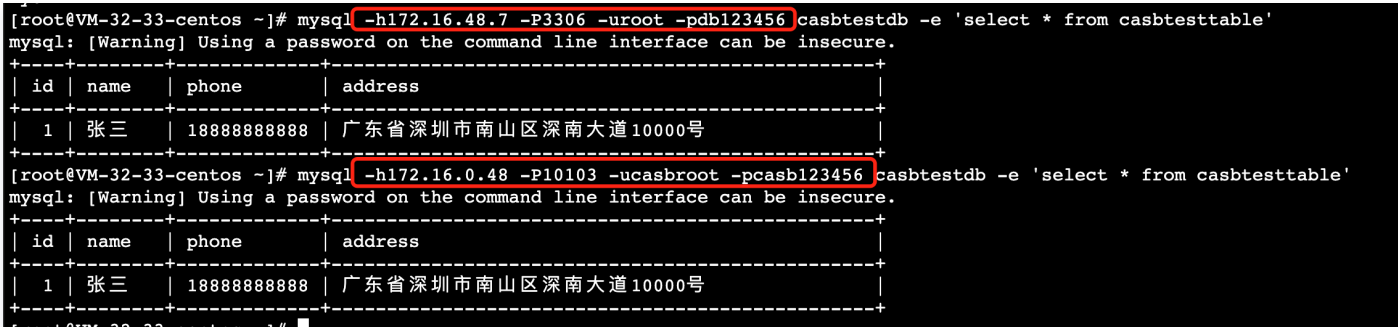 [root@VM-32-33-centos ~]# mysql -h172.16.48.7 -P3306 -uroot -pdb123456 casbtestdb -e 'select * from casbtesttable'
mysql: [Warning] Using a password on the command line interface can be insecure.
+----+--------+-------------+--------------------------------------------------+
| id | name | phone | address |
+----+--------+-------------+--------------------------------------------------+
| 1 | 张三 | 18888888888 | 广东省深圳市南山区深南大道10000号 |
+----+--------+-------------+--------------------------------------------------+
[root@VM-32-33-centos ~]# mysql -h172.16.0.48 -P10103 -ucasbroot -pcasb123456 casbtestdb -e 'select * from casbtesttable'
mysql: [Warning] Using a password on the command line interface can be insecure.
+----+--------+-------------+--------------------------------------------------+
| id | name | phone | address |
+----+--------+-------------+--------------------------------------------------+
| 1 | 张三 | 18888888888 | 广东省深圳市南山区深南大道10000号 |
+----+--------+-------------+--------------------------------------------------+